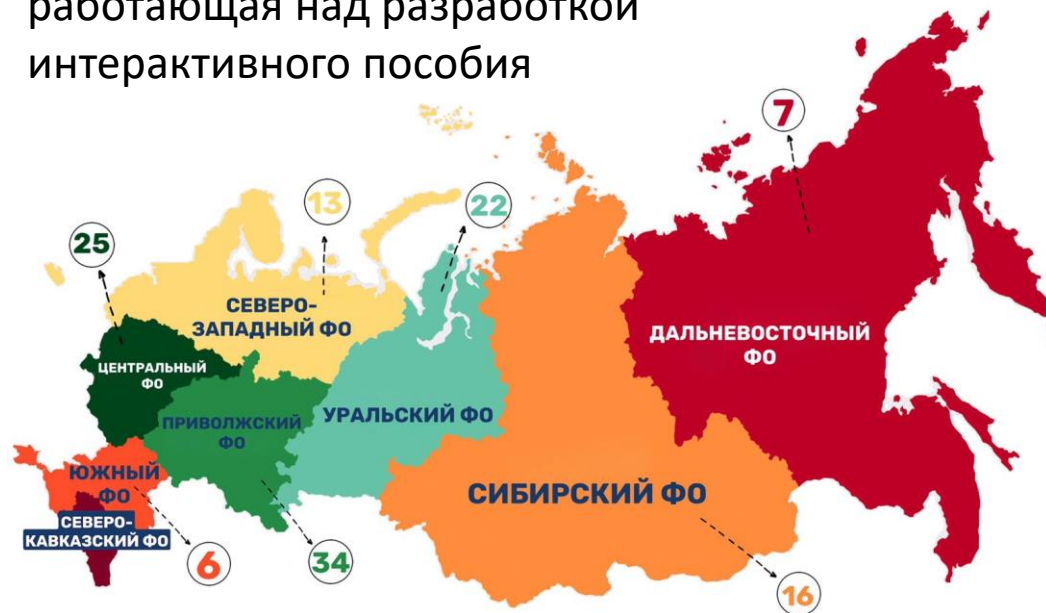 работающая над разработкой
интерактивного пособия
7
13
22
25
СЕВЕРО-
ЗАПАДНЫЙ ФО
ДАЛЬНЕВОСТОЧНЫЙ
ФО
ЦЕНТРАЛЬНЫЙ
ФО
ПРИВОЛЖСКИЙ
ФО
УРАЛЬСКИЙ ФО
ЮЖНЫЙ
ФО
СИБИРСКИЙ ФО
СЕВЕРО-
КАВКАЗСКИЙ ФО
6
34
16